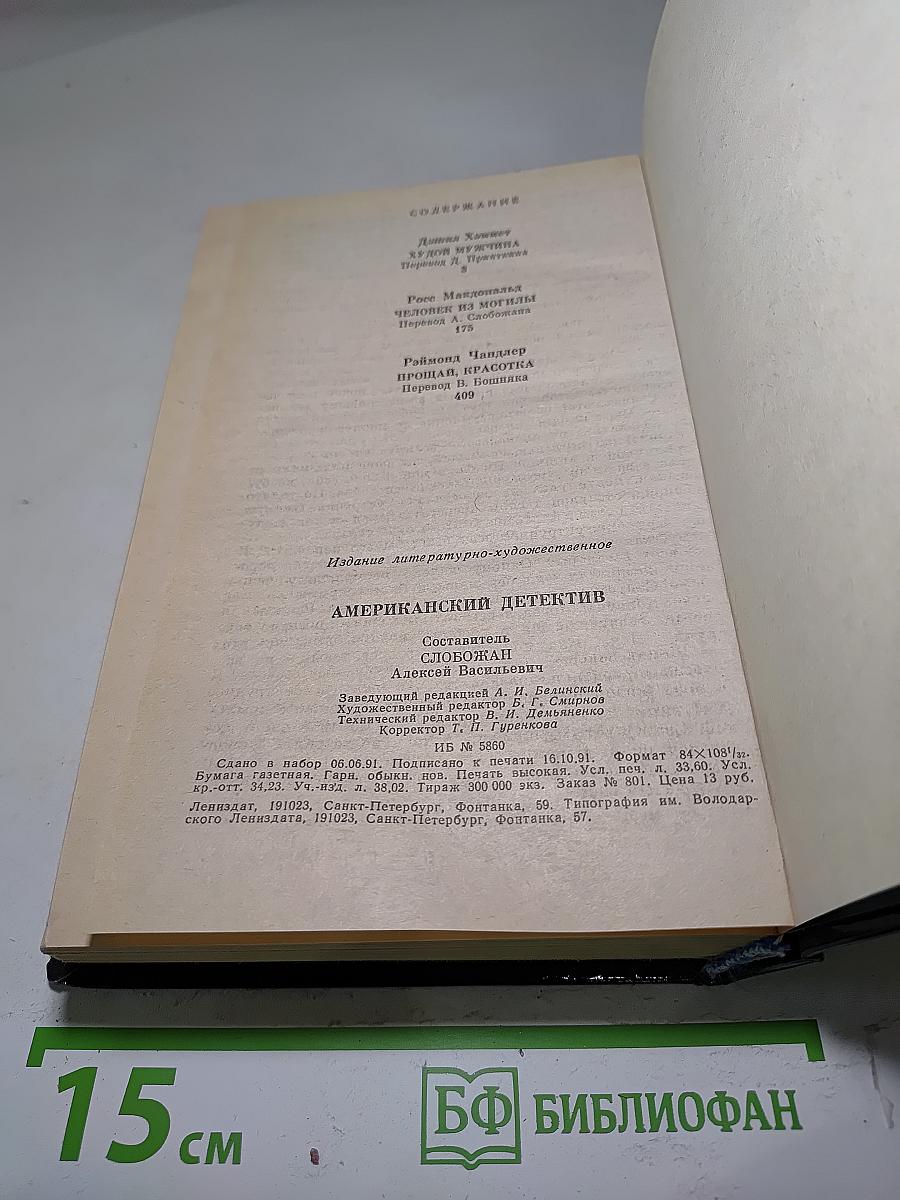 СОДЕРЖАНИЕ
Дэшил Хэммет
ХУДОЙ МУЖЧИНА
Перевод Д.
Росс Макдональд
ЧЕЛОВЕК ИЗ МОГИЛЫ
Перевод А. Слобожана
175
Рэймонд Чандлер
ПРОЩАЙ, КРАСОТКА
Перевод В. Бошняка
409
Издание литературно-художественное
АМЕРИКАНСКИЙ ДЕТЕКТИВ
Составитель
СЛОБОЖАН
Алексей Васильевич
Заведующий редакцией А. И. Белинский
Художественный редактор Б. Г. Смирнов
Технический редактор В. И. Демьяненко
Корректор Т. П. Гуренкова
ИБ № 5860
Сдано в набор 06.06.91. Подписано к печати 16.10.91. Формат 84×108¹/₃₂.
Бумага газетная. Гарн. обыкн. нов. Печать высокая. Усл. печ. л. 33,60. Усл.
кр.-отт. 34,23. Уч.-изд. л. 38,02. Тираж 300 000 экз. Заказ № 801. Цена 13 руб.
Лениздат, 191023, Санкт-Петербург, Фонтанка, 59. Типография им. Володар-
ского Лениздата, 191023, Санкт-Петербург, Фонтанка, 57.
15 см
БФ БИБЛИОФАН